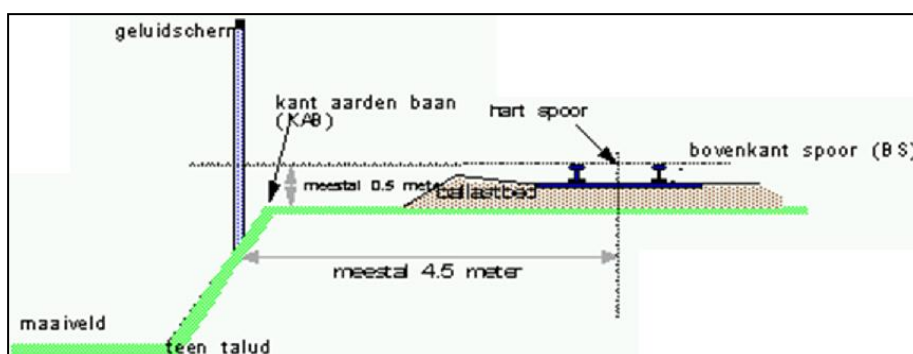 geluidscherm
kant aarden baan
(KAB)
hart spoor
bovenkant spoor (BS)
meestal 0.5 meter
ballastbed
meestal 4.5 meter
maaiveld
teen talud